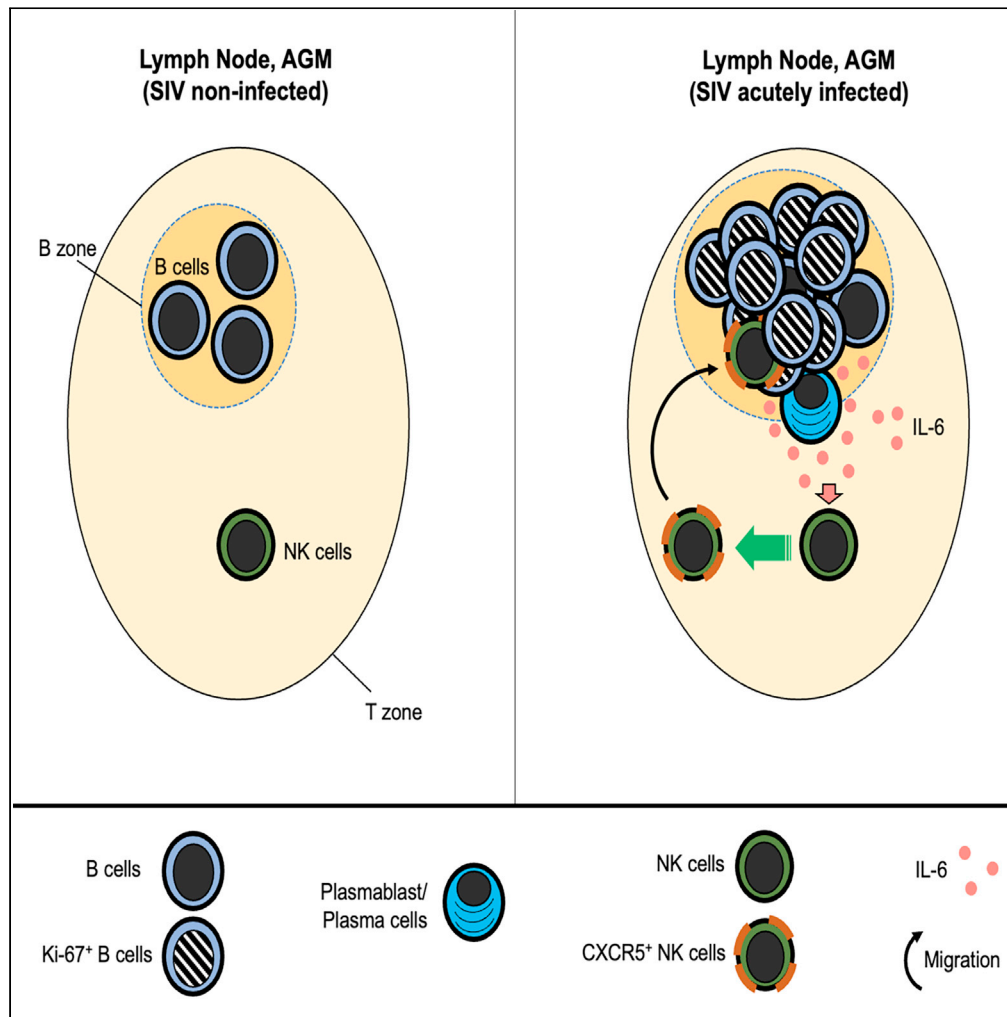 Lymph Node, AGM
(SIV non-infected)
B zone
B cells
NK cells
T zone
Lymph Node, AGM
(SIV acutely infected)
IL-6
B cells
Ki-67⁺ B cells
Plasmablast/
Plasma cells
NK cells
CXCR5⁺ NK cells
IL-6
Migration